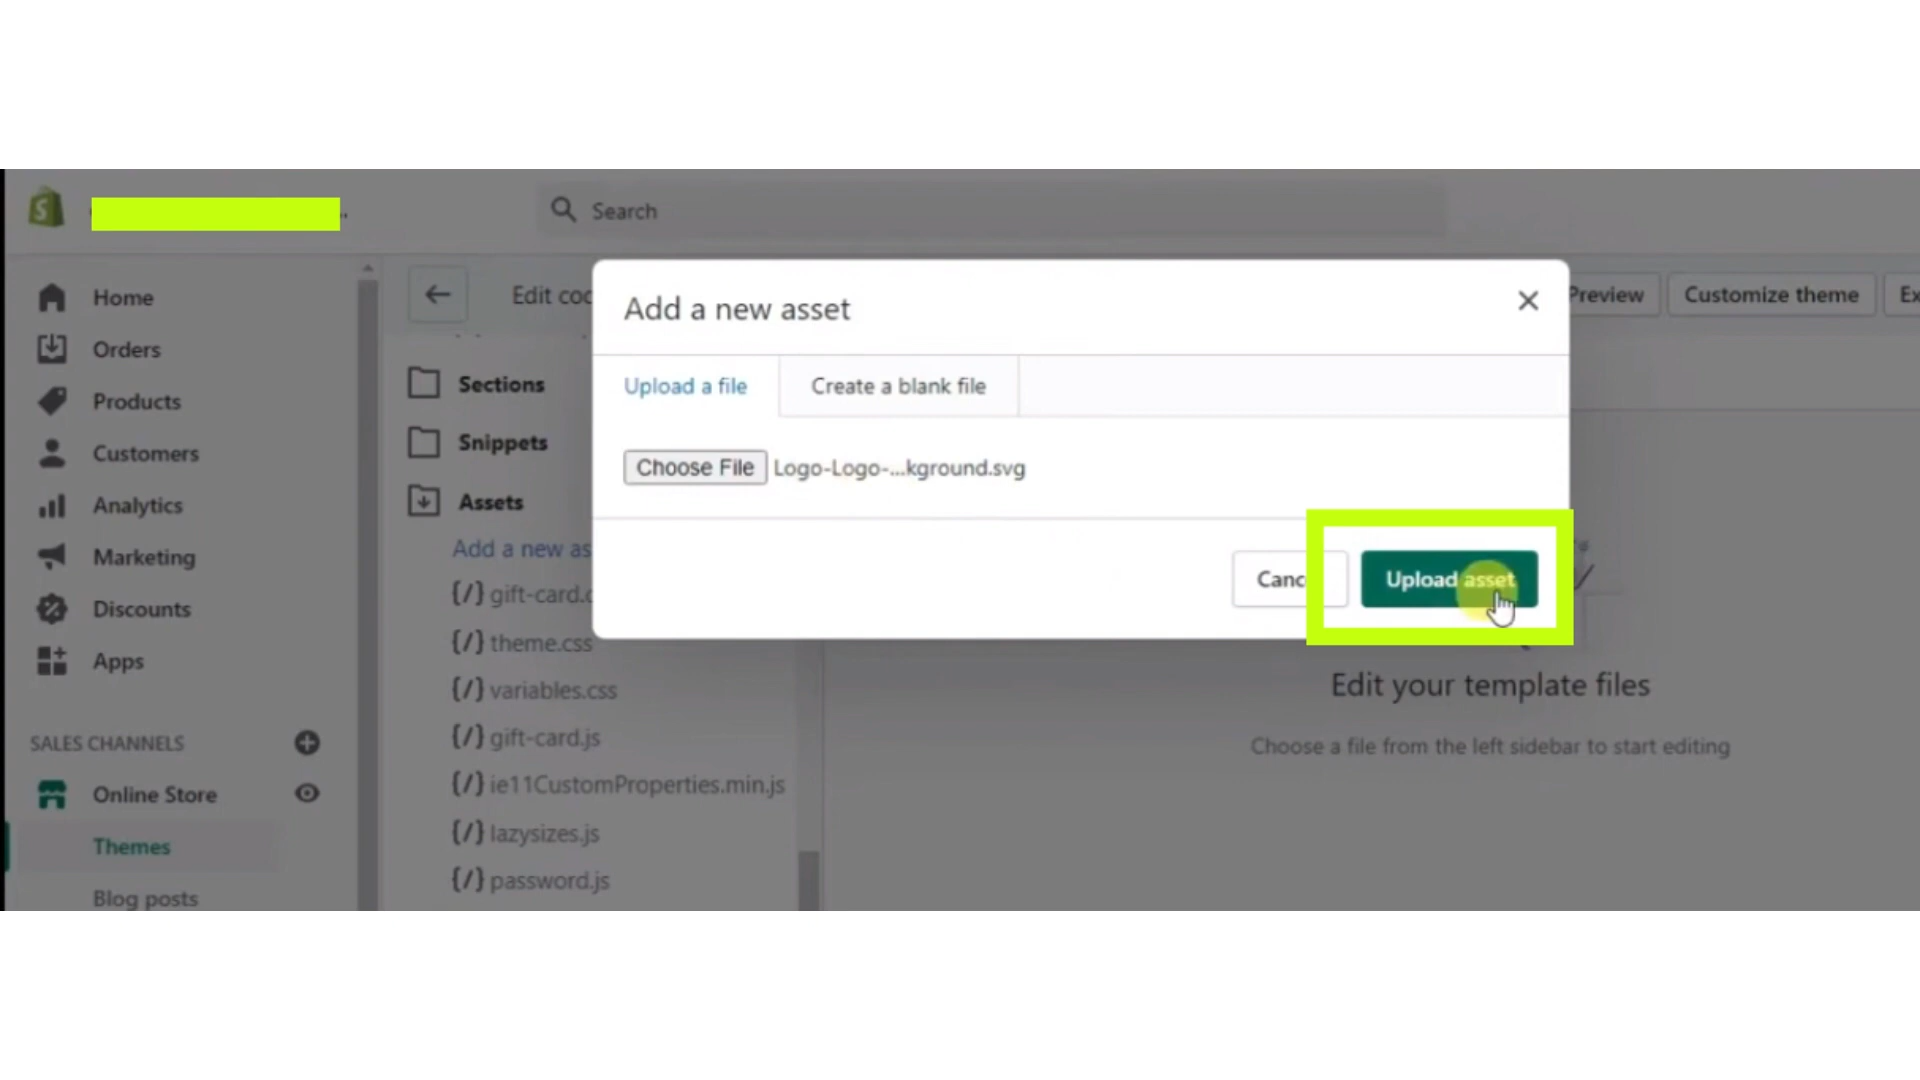 Search
Home
Orders
Products
Customers
Analytics
Marketing
Discounts
Apps
SALES CHANNELS
Online Store
Themes
Blog posts
Edit
Preview
Customize theme
Sections
Snippets
Assets
Add a new
{/} gift-card.
{/} theme.css
{/} variables.css
{/} gift-card.js
{/} ie11CustomProperties.min.js
{/} lazysizes.js
{/} password.js
Add a new asset
Upload a file
Create a blank file
Choose File Logo-Logo-...kground.svg
Canc
Upload asset
Edit your template files
Choose a file from the left sidebar to start editing